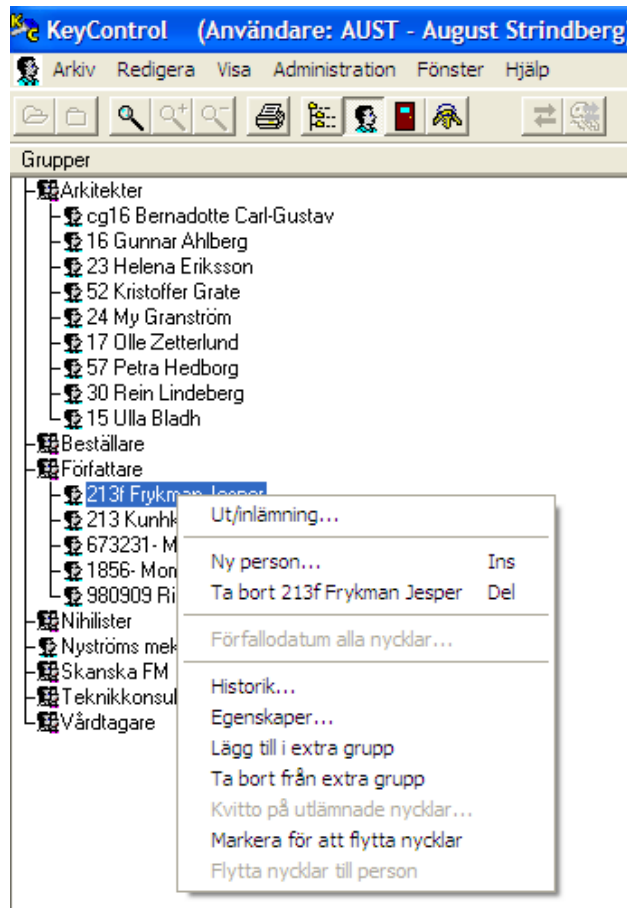 KeyControl (Användare: AUST - August Strindberg)
Arkiv Redigera Visa Administration Fönster Hjälp
Grupper
Arkitekter
cg16 Bernadotte Carl-Gustav
16 Gunnar Ahlberg
23 Helena Eriksson
52 Kristoffer Grate
24 My Granström
17 Olle Zetterlund
57 Petra Hedborg
30 Rein Lindeberg
15 Ulla Bladh
Beställare
Författare
213f Frykman Jesper
213 Kunhk
673231- M
1856- Mon
980909 Ri
Nihilister
Nyströms mek
Skanska FM
Teknikkonsul
Vårdtagare
Ut/inlämning...
Ny person... Ins
Ta bort 213f Frykman Jesper Del
Förfallodatum alla nycklar...
Historik...
Egenskaper...
Lägg till i extra grupp
Ta bort från extra grupp
Kvitto på utlämnade nycklar...
Markera för att flytta nycklar
Flytta nycklar till person